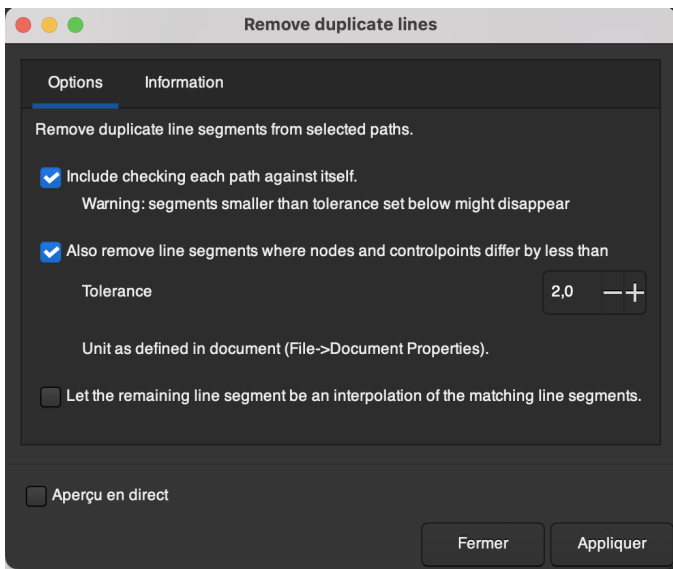 Remove duplicate lines
Options
Information
Remove duplicate line segments from selected paths.
Include checking each path against itself.
Warning: segments smaller than tolerance set below might disappear
Also remove line segments where nodes and controlpoints differ by less than
Tolerance
2,0
Unit as defined in document (File->Document Properties).
Let the remaining line segment be an interpolation of the matching line segments.
Aperçu en direct
Fermer
Appliquer